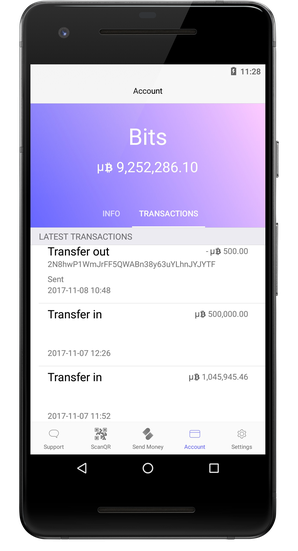 11:28
Account
Bits
µ฿ 9,252,286.10
INFO TRANSACTIONS
LATEST TRANSACTIONS
Transfer out - µ฿ 500.00
2N8hwP1WmJrFF5QWABn38y63uYLhnJYJYTF
Sent
2017-11-08 10:48
Transfer in µ฿ 500,000.00
2017-11-07 12:26
Transfer in µ฿ 1,045,945.46
2017-11-07 11:52
Support ScanQR Send Money Account Settings